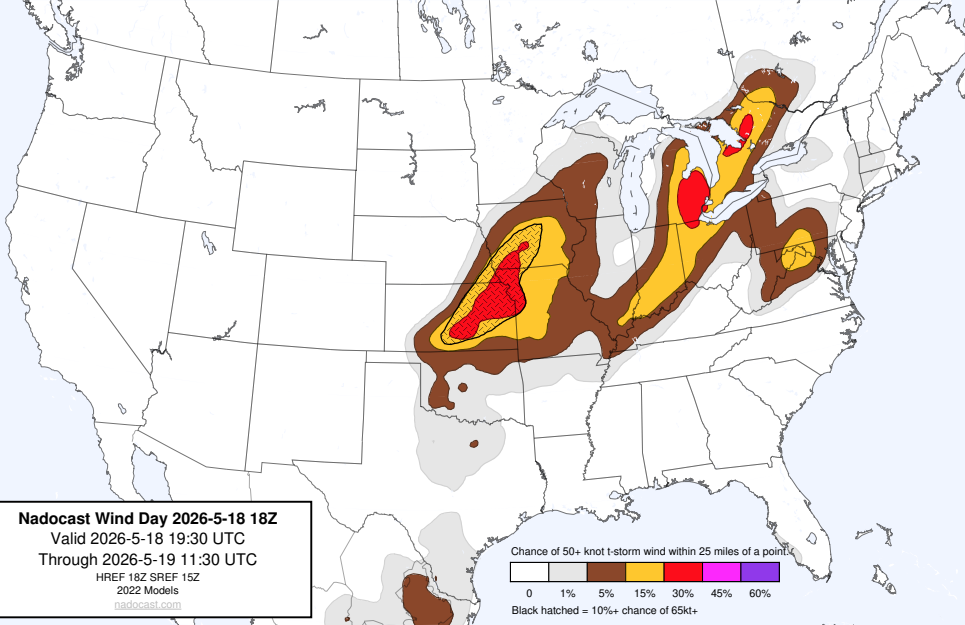 Nadocast Wind Day 2026-5-18 18Z
Valid 2026-5-18 19:30 UTC
Through 2026-5-19 11:30 UTC
HREF 18Z SREF 15Z
2022 Models
nadocast.com
Chance of 50+ knot t-storm wind within 25 miles of a point.
0 1% 5% 15% 30% 45% 60%
Black hatched = 10%+ chance of 65kt+